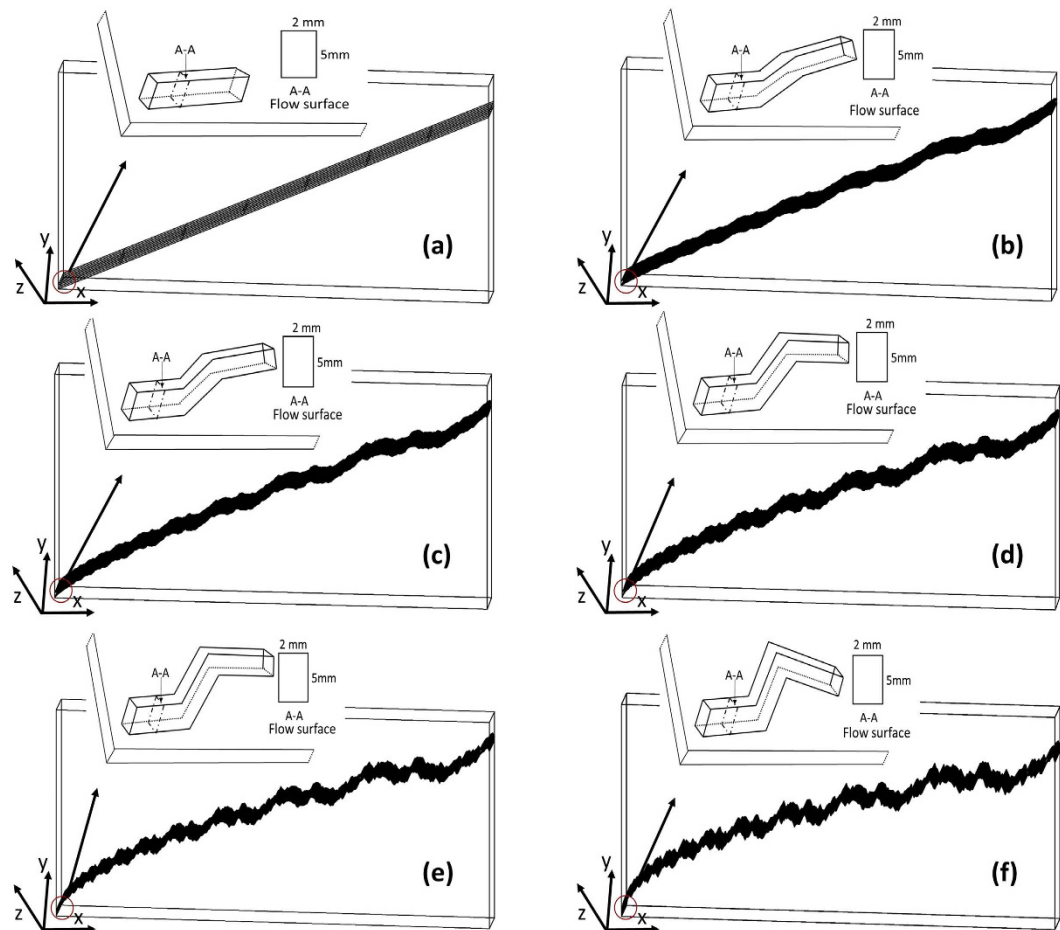 2 mm
A-A
5mm
A-A
Flow surface
y
z
x
(a)
2 mm
A-A
5mm
A-A
Flow surface
y
z
x
(b)
2 mm
A-A
5mm
A-A
Flow surface
y
z
x
(c)
2 mm
A-A
5mm
A-A
Flow surface
y
z
x
(d)
2 mm
A-A
5mm
A-A
Flow surface
y
z
x
(e)
2 mm
A-A
5mm
A-A
Flow surface
y
z
x
(f)